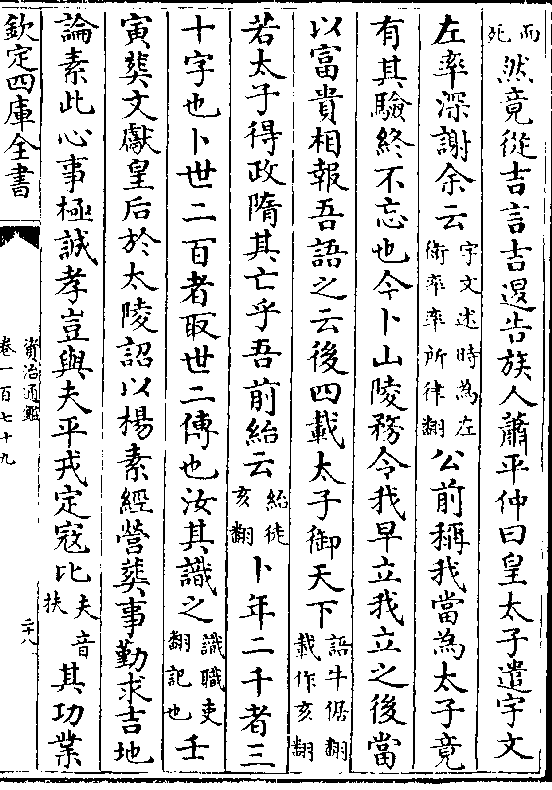 而死然竟從吉言吉退告族人蕭平仲曰皇太子遣宇文
左率深謝余云宇文述時為左衛率率所律翻公前稱我當為太子竟
有其驗終不忘也今卜山陵務令我早立我立之後當
以富貴相報吾語之云後四載太子御天下語牛倨翻載作亥翻
若太子得政隋其亡乎吾前紿云紿徒亥翻卜年二千者三
十字也卜世二百者取世二傳也汝其識之識職吏翻記也壬
寅葬文獻皇后於太陵詔以楊素經營葬事勤求吉地
論素此心事極誠孝豈與夫平戎定寇比夫音扶其功業
欽定四庫全書
資治通鑑
卷一百七十九
二十八